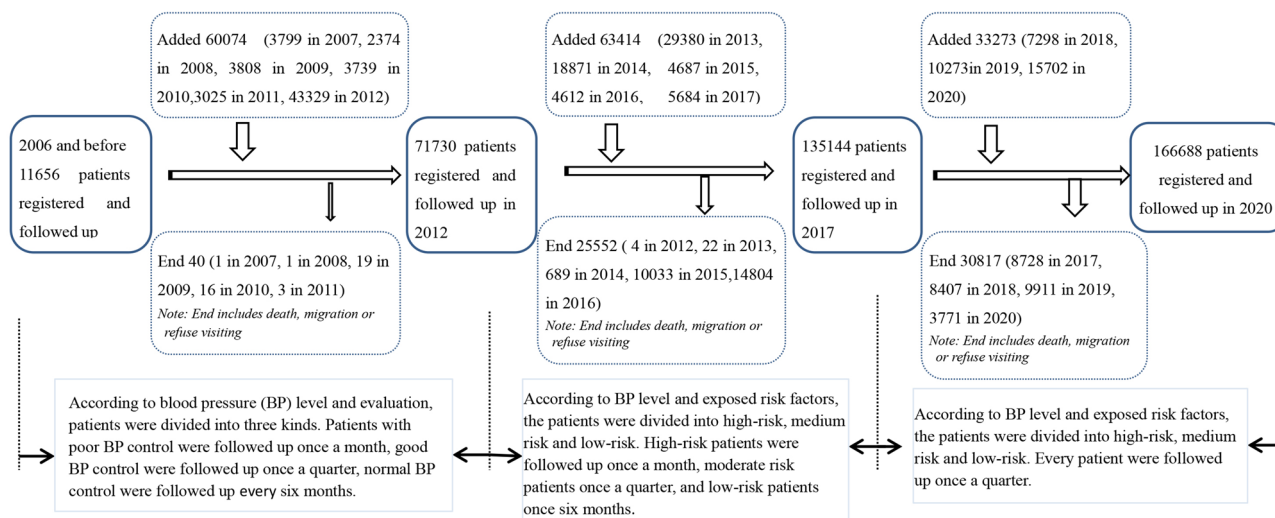 Added 60074 (3799 in 2007, 2374
in 2008, 3808 in 2009, 3739 in
2010,3025 in 2011, 43329 in 2012)
Added 63414 (29380 in 2013,
18871 in 2014, 4687 in 2015,
4612 in 2016, 5684 in 2017)
Added 33273 (7298 in 2018,
10273in 2019, 15702 in
2020)
2006 and before
11656 patients
registered and
followed up
71730 patients
registered and
followed up in
2012
135144 patients
registered and
followed up in
2017
166688 patients
registered and
followed up in 2020
End 40 (1 in 2007, 1 in 2008, 19 in
2009, 16 in 2010, 3 in 2011)
Note: End includes death, migration or
refuse visiting
End 25552 ( 4 in 2012, 22 in 2013,
689 in 2014, 10033 in 2015,14804
in 2016)
Note: End includes death, migration or
refuse visiting
End 30817 (8728 in 2017,
8407 in 2018, 9911 in 2019,
3771 in 2020)
Note: End includes death, migration
or refuse visiting
According to blood pressure (BP) level and evaluation,
patients were divided into three kinds. Patients with
poor BP control were followed up once a month, good
BP control were followed up once a quarter, normal BP
control were followed up every six months.
According to BP level and exposed risk factors,
the patients were divided into high-risk, medium
risk and low-risk. High-risk patients were
followed up once a month, moderate risk
patients once a quarter, and low-risk patients
once six months.
According to BP level and exposed risk factors,
the patients were divided into high-risk, medium
risk and low-risk. Every patient were followed
up once a quarter.